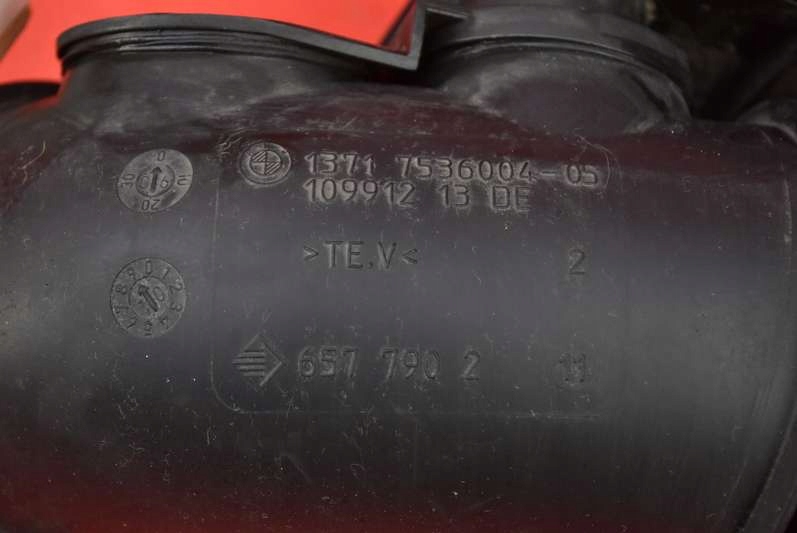 1371 7536004-05
109912 13 DE
>TE.V< 2
657 790 2 11